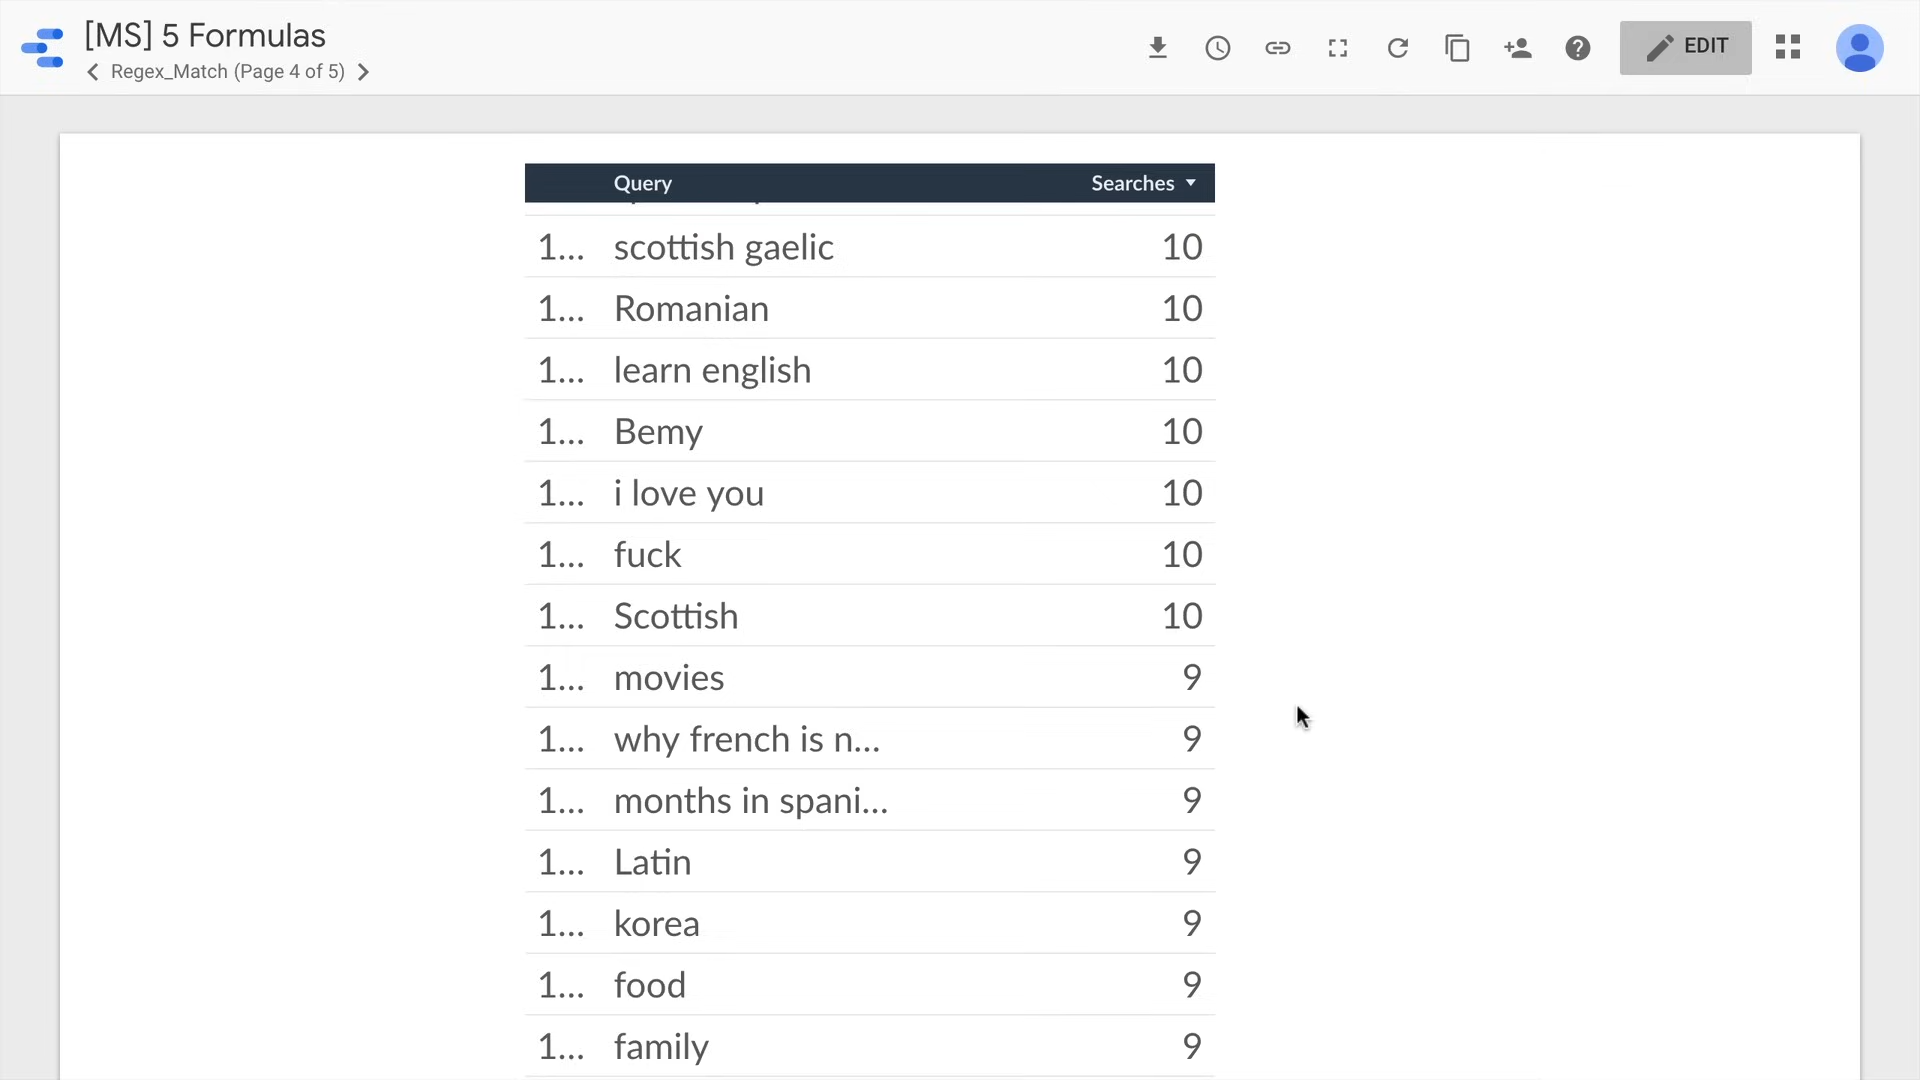 [MS] 5 Formulas
Regex_Match (Page 4 of 5)
EDIT
Query Searches
1... scottish gaelic 10
1... Romanian 10
1... learn english 10
1... Bemy 10
1... i love you 10
1... fuck 10
1... Scottish 10
1... movies 9
1... why french is n... 9
1... months in spani... 9
1... Latin 9
1... korea 9
1... food 9
1... family 9